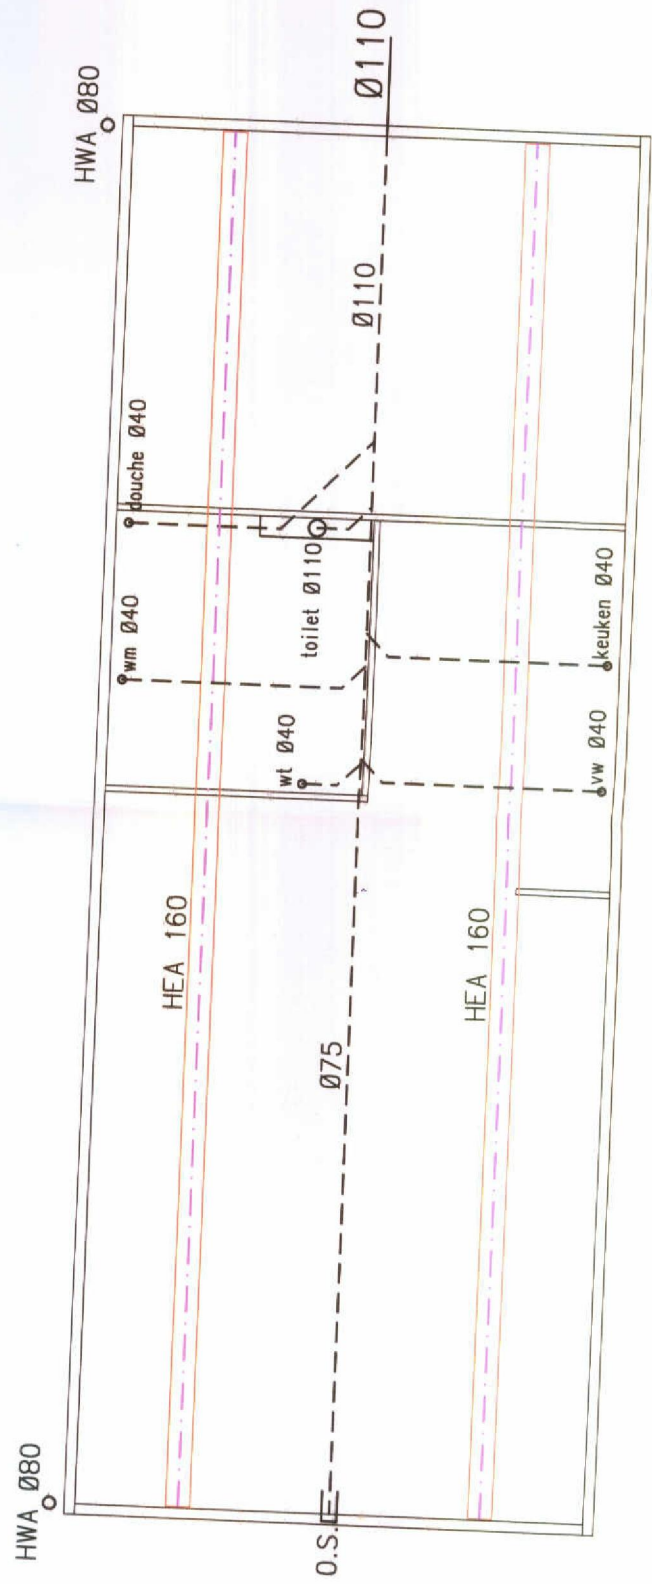 HWA Ø80
Ø110
douche Ø40
Ø110
wm Ø40
toilet Ø110
keuken Ø40
wt Ø40
vw Ø40
HEA 160
HEA 160
Ø75
HWA Ø80
O.S.